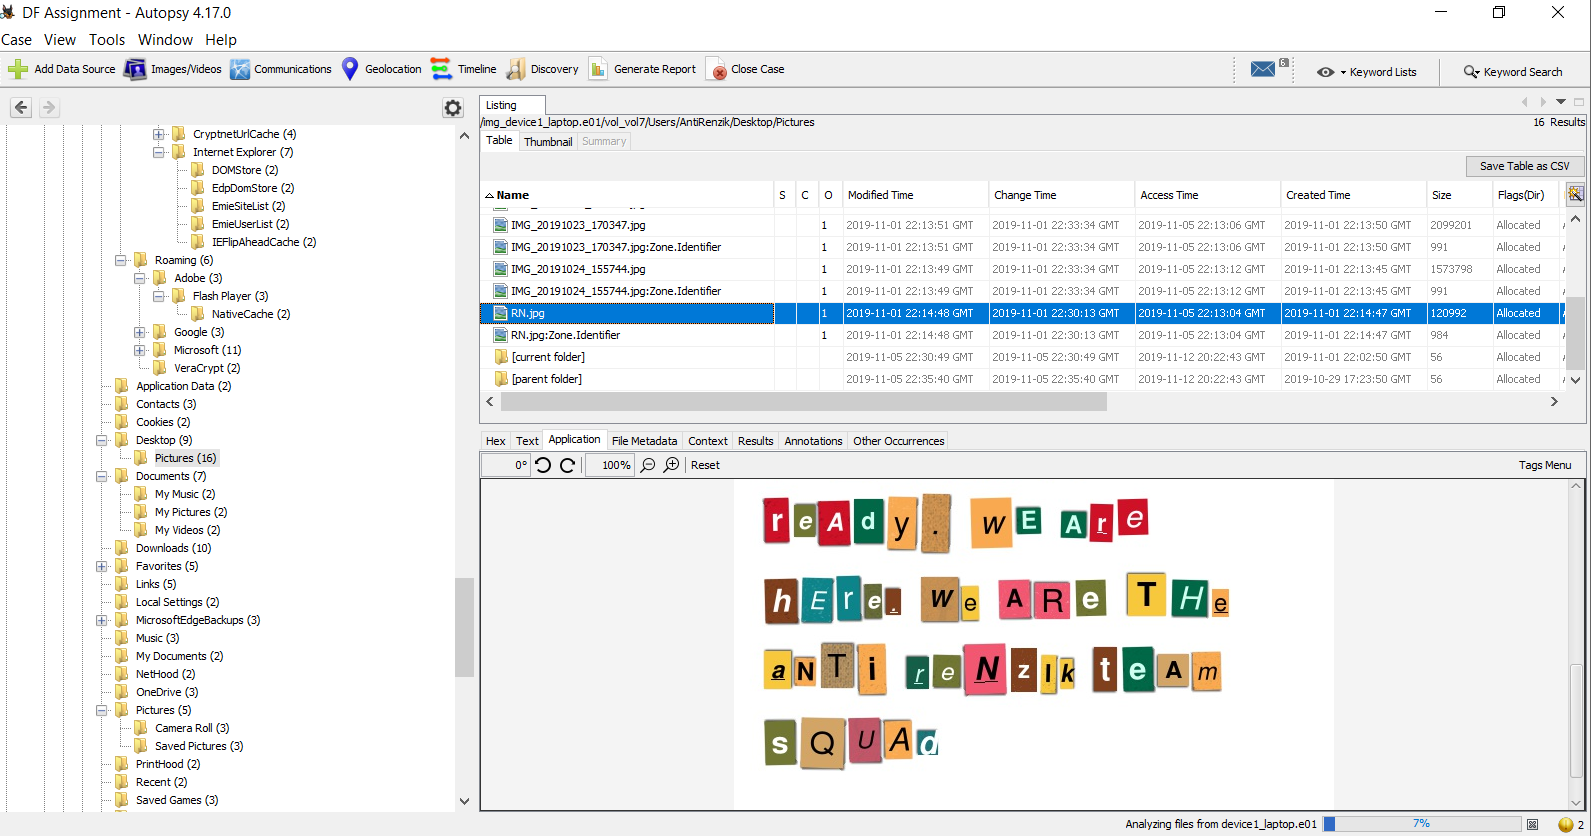 DF Assignment - Autopsy 4.17.0
Case View Tools Window Help
Add Data Source Images/Videos Communications Geolocation Timeline Discovery Generate Report Close Case 6 Keyword Lists Keyword Search
CryptnetUrlCache (4)
Internet Explorer (7)
DOMStore (2)
EdpDomStore (2)
EmieSiteList (2)
EmieUserList (2)
IEFlipAheadCache (2)
Roaming (6)
Adobe (3)
Flash Player (3)
NativeCache (2)
Google (3)
Microsoft (11)
VeraCrypt (2)
Application Data (2)
Contacts (3)
Cookies (2)
Desktop (9)
Pictures (16)
Documents (7)
My Music (2)
My Pictures (2)
My Videos (2)
Downloads (10)
Favorites (5)
Links (5)
Local Settings (2)
MicrosoftEdgeBackups (3)
Music (3)
My Documents (2)
NetHood (2)
OneDrive (3)
Pictures (5)
Camera Roll (3)
Saved Pictures (3)
PrintHood (2)
Recent (2)
Saved Games (3)
Listing
/img_device1_laptop.e01/vol_vol7/Users/AntiRenzik/Desktop/Pictures 16 Results
Table Thumbnail Summary
Save Table as CSV
Name S C O Modified Time Change Time Access Time Created Time Size Flags(Dir)
IMG_20191023_170347.jpg 1 2019-11-01 22:13:51 GMT 2019-11-01 22:33:34 GMT 2019-11-05 22:13:06 GMT 2019-11-01 22:13:50 GMT 2099201 Allocated
IMG_20191023_170347.jpg:Zone.Identifier 1 2019-11-01 22:13:51 GMT 2019-11-01 22:33:34 GMT 2019-11-05 22:13:06 GMT 2019-11-01 22:13:50 GMT 991 Allocated
IMG_20191024_155744.jpg 1 2019-11-01 22:13:49 GMT 2019-11-01 22:33:34 GMT 2019-11-05 22:13:12 GMT 2019-11-01 22:13:45 GMT 1573798 Allocated
IMG_20191024_155744.jpg:Zone.Identifier 1 2019-11-01 22:13:49 GMT 2019-11-01 22:33:34 GMT 2019-11-05 22:13:12 GMT 2019-11-01 22:13:45 GMT 991 Allocated
RN.jpg 1 2019-11-01 22:14:48 GMT 2019-11-01 22:30:13 GMT 2019-11-05 22:13:04 GMT 2019-11-01 22:14:47 GMT 120992 Allocated
RN.jpg:Zone.Identifier 1 2019-11-01 22:14:48 GMT 2019-11-01 22:30:13 GMT 2019-11-05 22:13:04 GMT 2019-11-01 22:14:47 GMT 984 Allocated
[current folder] 2019-11-05 22:30:49 GMT 2019-11-05 22:30:49 GMT 2019-11-12 20:22:43 GMT 2019-11-01 22:02:50 GMT 56 Allocated
[parent folder] 2019-11-05 22:35:40 GMT 2019-11-05 22:35:40 GMT 2019-11-12 20:22:43 GMT 2019-10-29 17:23:50 GMT 56 Allocated
Hex Text Application File Metadata Context Results Annotations Other Occurrences
0° 100% Reset Tags Menu
reAdy. wE Are
hEre. We ARe THe
aNTi reNzIk teAm
sQUAd
Analyzing files from device1_laptop.e01 7% 2